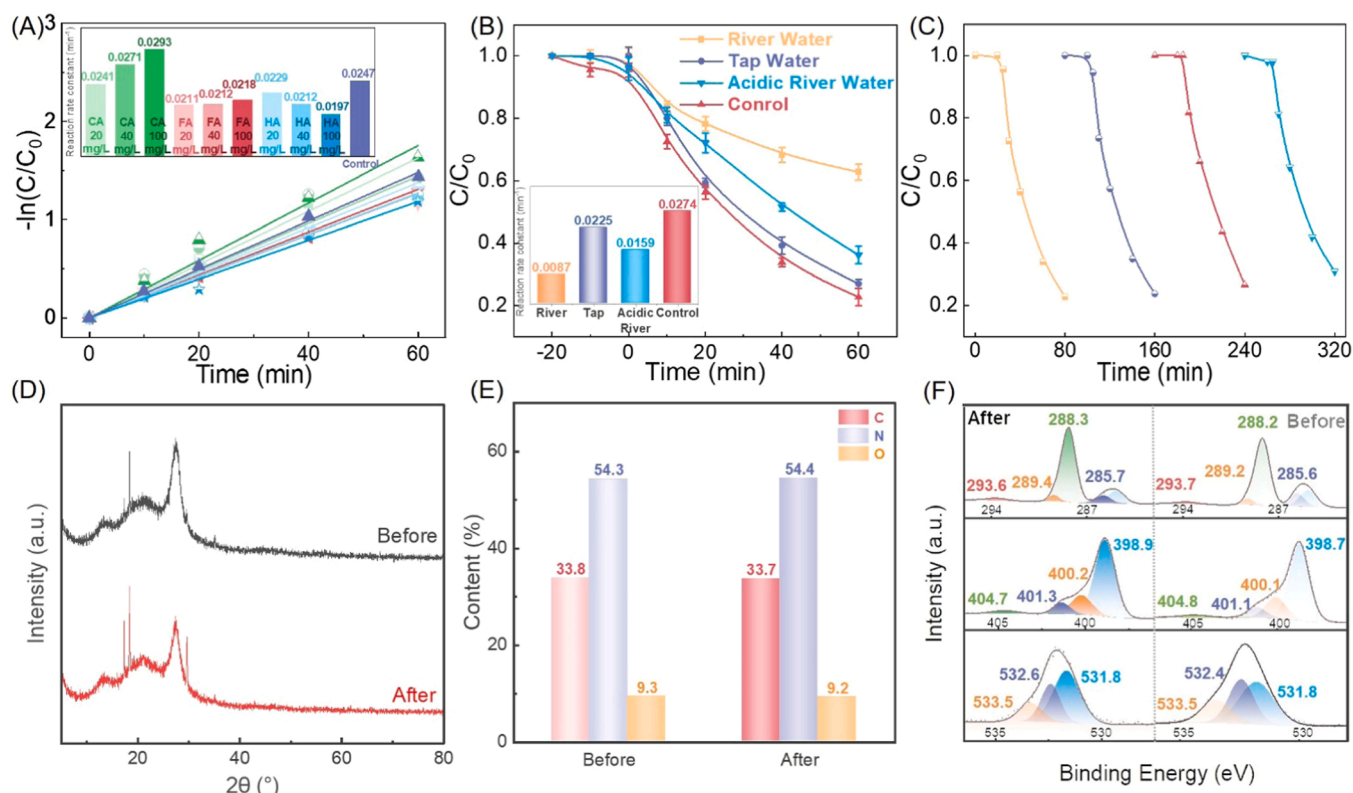 (A)
-ln(C/C0)
3
2
1
0
0
20
40
60
Time (min)
Reaction rate constant (min-1)
0.0241
0.0271
0.0293
0.0211
0.0212
0.0218
0.0229
0.0212
0.0197
0.0247
CA 20 mg/L
CA 40 mg/L
CA 100 mg/L
FA 20 mg/L
FA 40 mg/L
FA 100 mg/L
HA 20 mg/L
HA 40 mg/L
HA 100 mg/L
Control
(B)
C/C0
1.0
0.8
0.6
0.4
0.2
-20
0
20
40
60
Time (min)
River Water
Tap Water
Acidic River Water
Conrol
Reaction rate constant (min-1)
0.0087
0.0225
0.0159
0.0274
River
Tap
Acidic River
Control
(C)
C/C0
1.0
0.8
0.6
0.4
0.2
0
80
160
240
320
Time (min)
(D)
Intensity (a.u.)
Before
After
20
40
60
80
2θ (°)
(E)
Content (%)
60
40
20
0
C
N
O
33.8
54.3
9.3
33.7
54.4
9.2
Before
After
(F)
Intensity (a.u.)
After
Before
293.6
289.4
288.3
285.7
294
287
293.7
289.2
288.2
285.6
294
287
404.7
401.3
400.2
398.9
405
400
404.8
401.1
400.1
398.7
405
400
533.5
532.6
531.8
535
530
533.5
532.4
531.8
535
530
Binding Energy (eV)